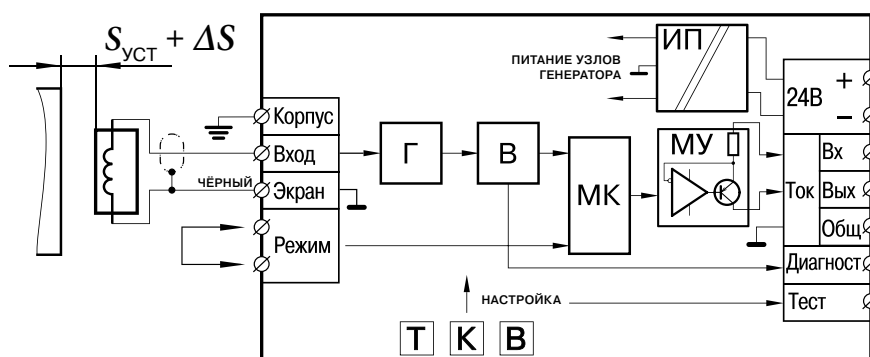 S УСТ + ΔS
ИП
ПИТАНИЕ УЗЛОВ
ГЕНЕРАТОРА
24В
+
−
Корпус
Вход
ЧЁРНЫЙ
Экран
Режим
Г
В
МК
МУ
Ток
Вх
Вых
Общ
Диагност
Тест
НАСТРОЙКА
Т К В